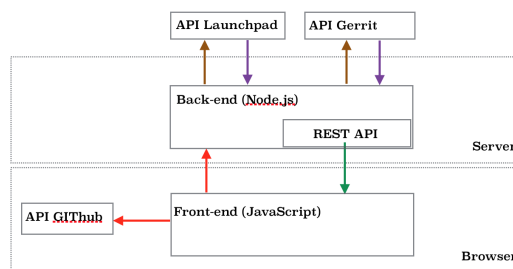 API Launchpad
API Gerrit
Back-end (Node.js)
REST API
Server
Front-end (JavaScript)
API GIThub
Browser